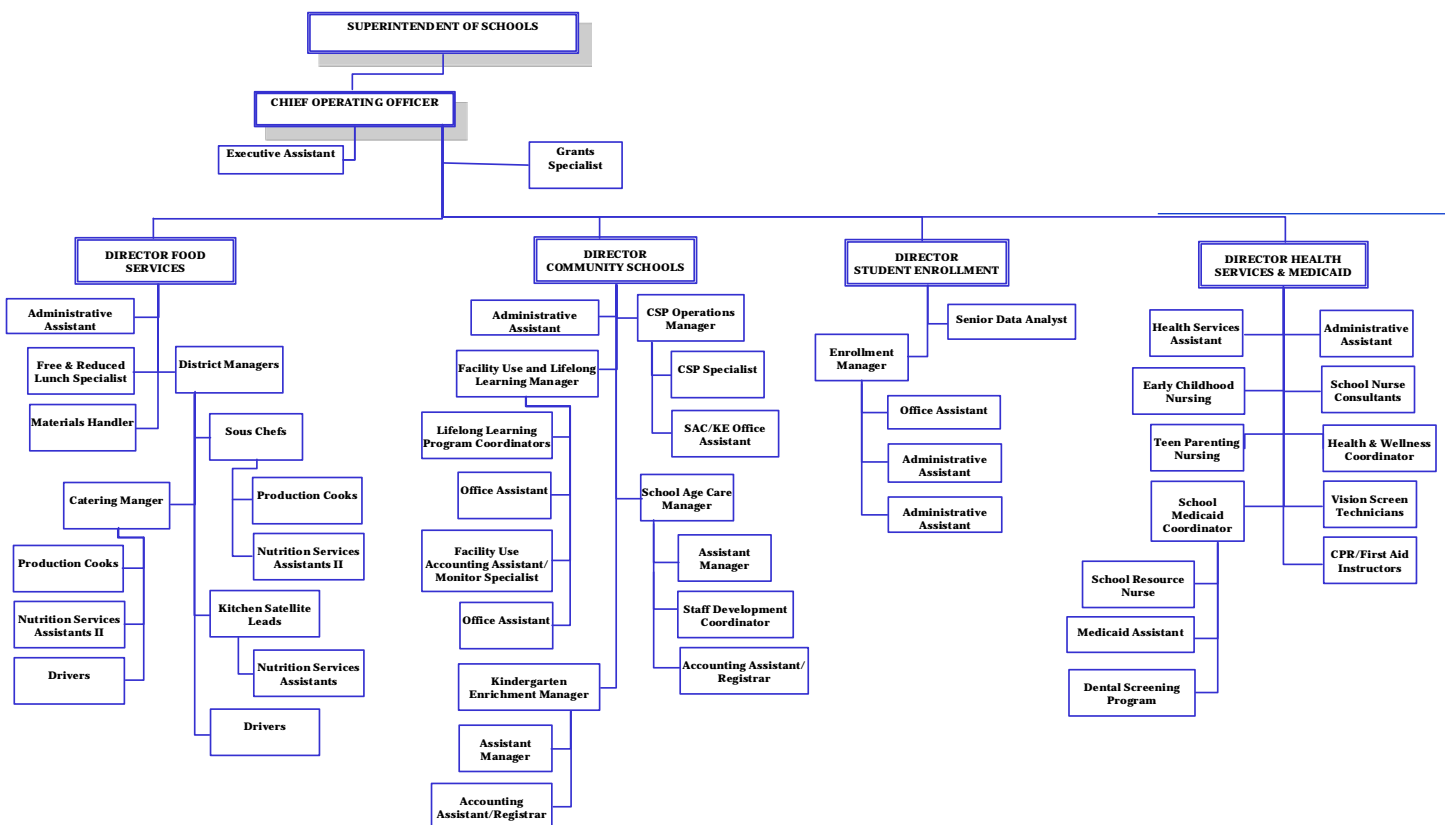 SUPERINTENDENT OF SCHOOLS
CHIEF OPERATING OFFICER
Executive Assistant
Grants
Specialist
DIRECTOR FOOD
SERVICES
Administrative
Assistant
Free & Reduced
Lunch Specialist
District Managers
Materials Handler
Sous Chefs
Production Cooks
Nutrition Services
Assistants II
Catering Manger
Production Cooks
Nutrition Services
Assistants II
Drivers
Kitchen Satellite
Leads
Nutrition Services
Assistants
Drivers
DIRECTOR
COMMUNITY SCHOOLS
Administrative
Assistant
CSP Operations
Manager
CSP Specialist
SAC/KE Office
Assistant
Facility Use and Lifelong
Learning Manager
Lifelong Learning
Program Coordinators
Office Assistant
Facility Use
Accounting Assistant/
Monitor Specialist
Office Assistant
School Age Care
Manager
Assistant
Manager
Staff Development
Coordinator
Accounting Assistant/
Registrar
Kindergarten
Enrichment Manager
Assistant
Manager
Accounting
Assistant/Registrar
DIRECTOR
STUDENT ENROLLMENT
Senior Data Analyst
Enrollment
Manager
Office Assistant
Administrative
Assistant
Administrative
Assistant
DIRECTOR HEALTH
SERVICES & MEDICAID
Health Services
Assistant
Administrative
Assistant
Early Childhood
Nursing
School Nurse
Consultants
Teen Parenting
Nursing
Health & Wellness
Coordinator
School
Medicaid
Coordinator
Vision Screen
Technicians
CPR/First Aid
Instructors
School Resource
Nurse
Medicaid Assistant
Dental Screening
Program